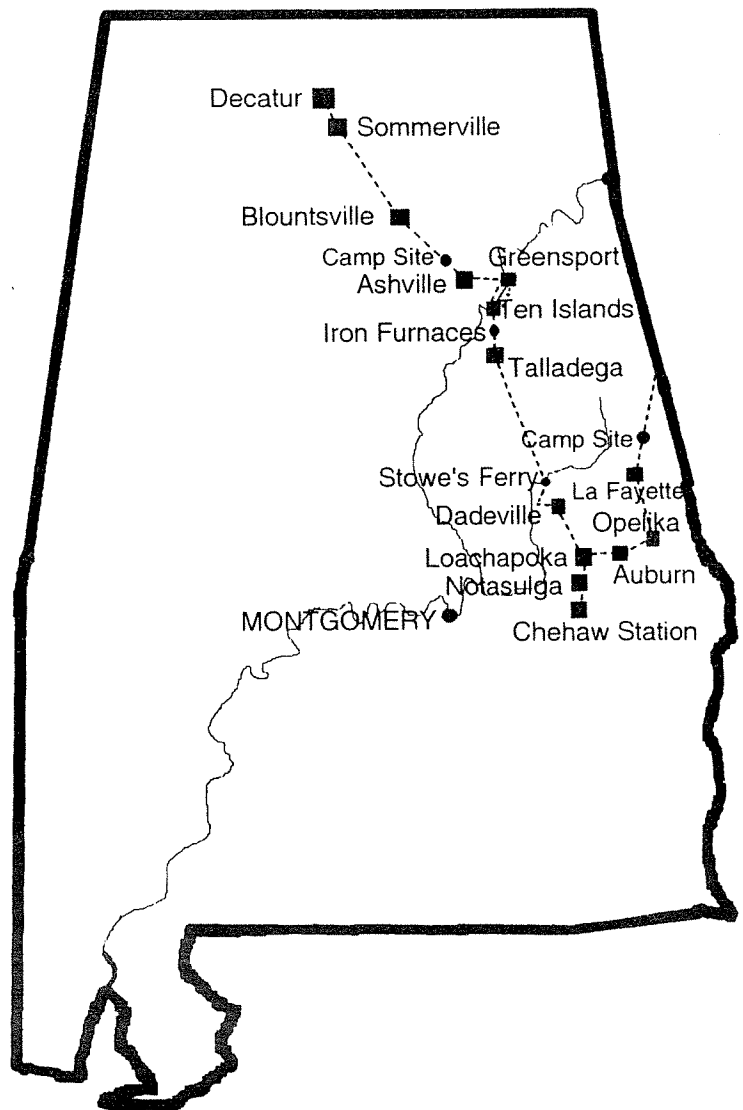 Decatur
Sommerville
Blountsville
Camp Site
Greensport
Ashville
Ten Islands
Iron Furnaces
Talladega
Camp Site
Stowe's Ferry
La Fayette
Dadeville
Opelika
Loachapoka
Auburn
Notasulga
MONTGOMERY
Chehaw Station